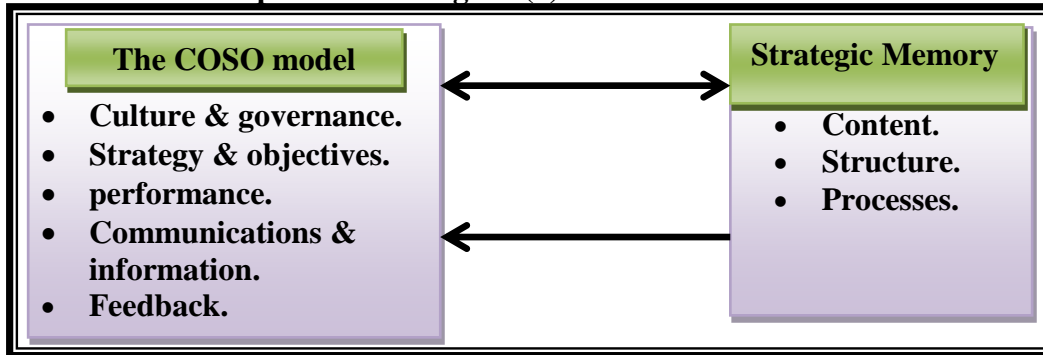 The COSO model
• Culture & governance.
• Strategy & objectives.
• performance.
• Communications &
information.
• Feedback.
Strategic Memory
• Content.
• Structure.
• Processes.